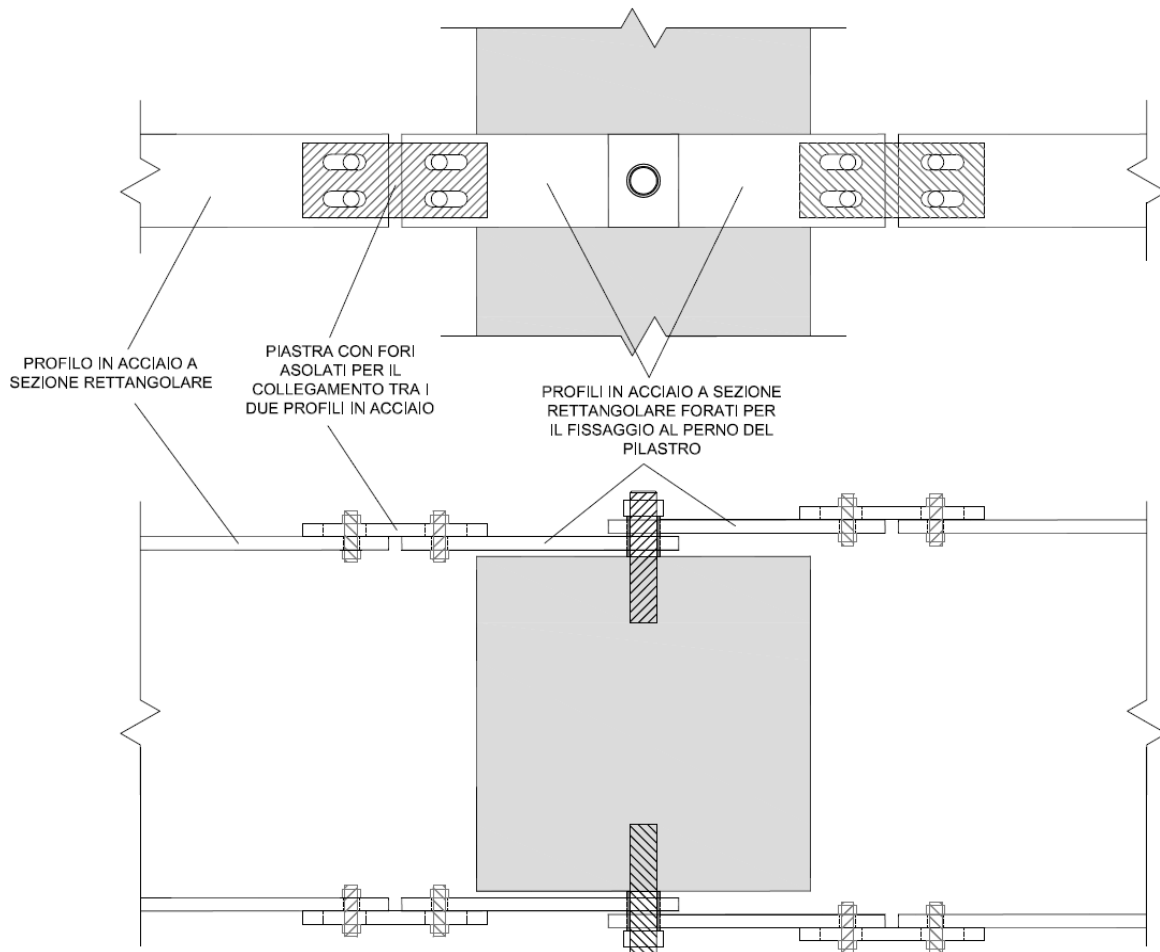 PROFILO IN ACCIAIO A
SEZIONE RETTANGOLARE
PIASTRA CON FORI
ASOLATI PER IL
COLLEGAMENTO TRA I
DUE PROFILI IN ACCIAIO
PROFILI IN ACCIAIO A SEZIONE
RETTANGOLARE FORATI PER
IL FISSAGGIO AL PERNO DEL
PILASTRO